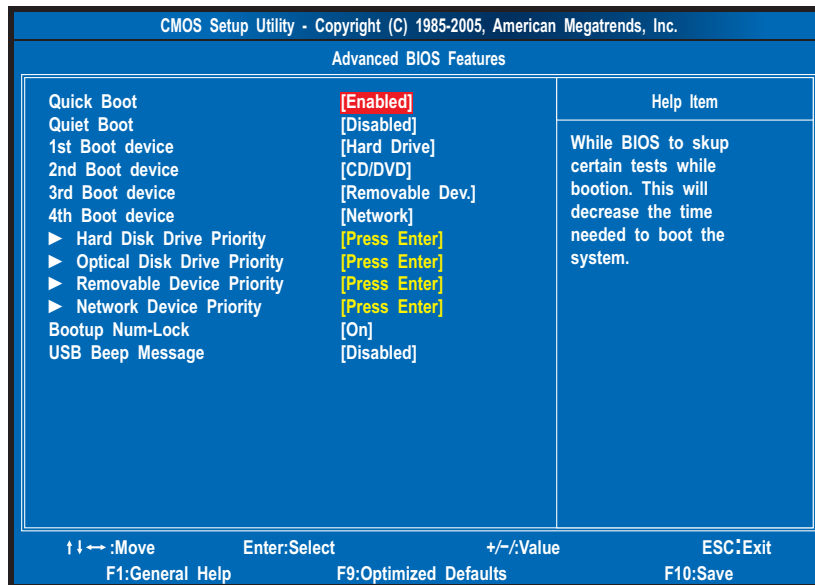 CMOS Setup Utility - Copyright (C) 1985-2005, American Megatrends, Inc.
Advanced BIOS Features
Quick Boot [Enabled]
Quiet Boot [Disabled]
1st Boot device [Hard Drive]
2nd Boot device [CD/DVD]
3rd Boot device [Removable Dev.]
4th Boot device [Network]
► Hard Disk Drive Priority [Press Enter]
► Optical Disk Drive Priority [Press Enter]
► Removable Device Priority [Press Enter]
► Network Device Priority [Press Enter]
Bootup Num-Lock [On]
USB Beep Message [Disabled]
Help Item
While BIOS to skup
certain tests while
bootion. This will
decrease the time
needed to boot the
system.
↑↓↔ :Move Enter:Select +/−/:Value ESC:Exit
F1:General Help F9:Optimized Defaults F10:Save